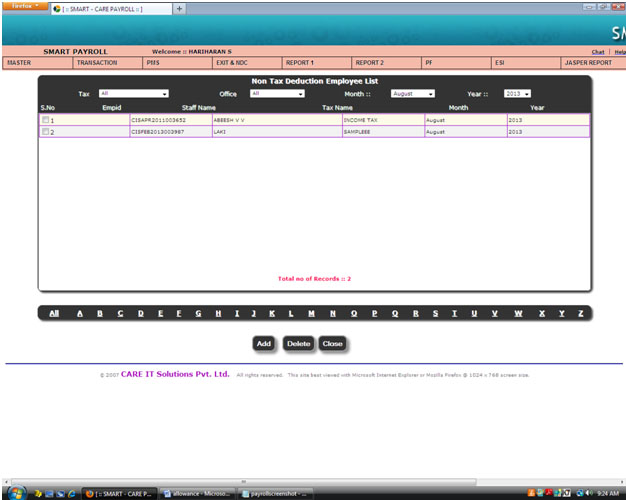 Firefox
[ :: SMART - CARE PAYROLL :: ]
+
SM
SMART PAYROLL Welcome :: HARIHARAN S Chat | Help
MASTER TRANSACTION PMS EXIT & NDC REPORT 1 REPORT 2 PF ESI JASPER REPORT
Non Tax Deduction Employee List
Tax All Office All Month :: August Year :: 2013
S.No Empid Staff Name Tax Name Month Year
1 CISAPR2011003652 ABEESH V V INCOME TAX August 2013
2 CISFEB2013003987 LAKI SAMPLEEE August 2013
Total no of Records :: 2
All A B C D E F G H I J K L M N O P Q R S T U V W X Y Z
Add Delete Close
© 2007 CARE IT Solutions Pvt. Ltd. All rights reserved. This site best viewed with Microsoft Internet Explorer or Mozilla Firefox @ 1024 x 768 screen size.
[ :: SMART - CARE P... allowance - Microso... payrollscreenshot - ... 9:24 AM